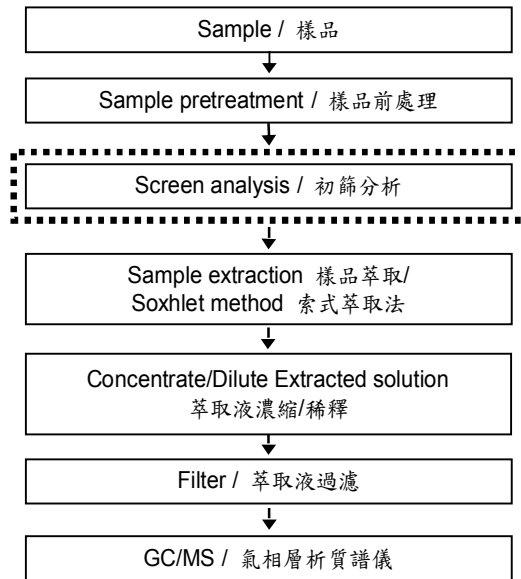 Sample / 樣品
Sample pretreatment / 樣品前處理
Screen analysis / 初篩分析
Sample extraction 樣品萃取/
Soxhlet method 索式萃取法
Concentrate/Dilute Extracted solution
萃取液濃縮/稀釋
Filter / 萃取液過濾
GC/MS / 氣相層析質譜儀